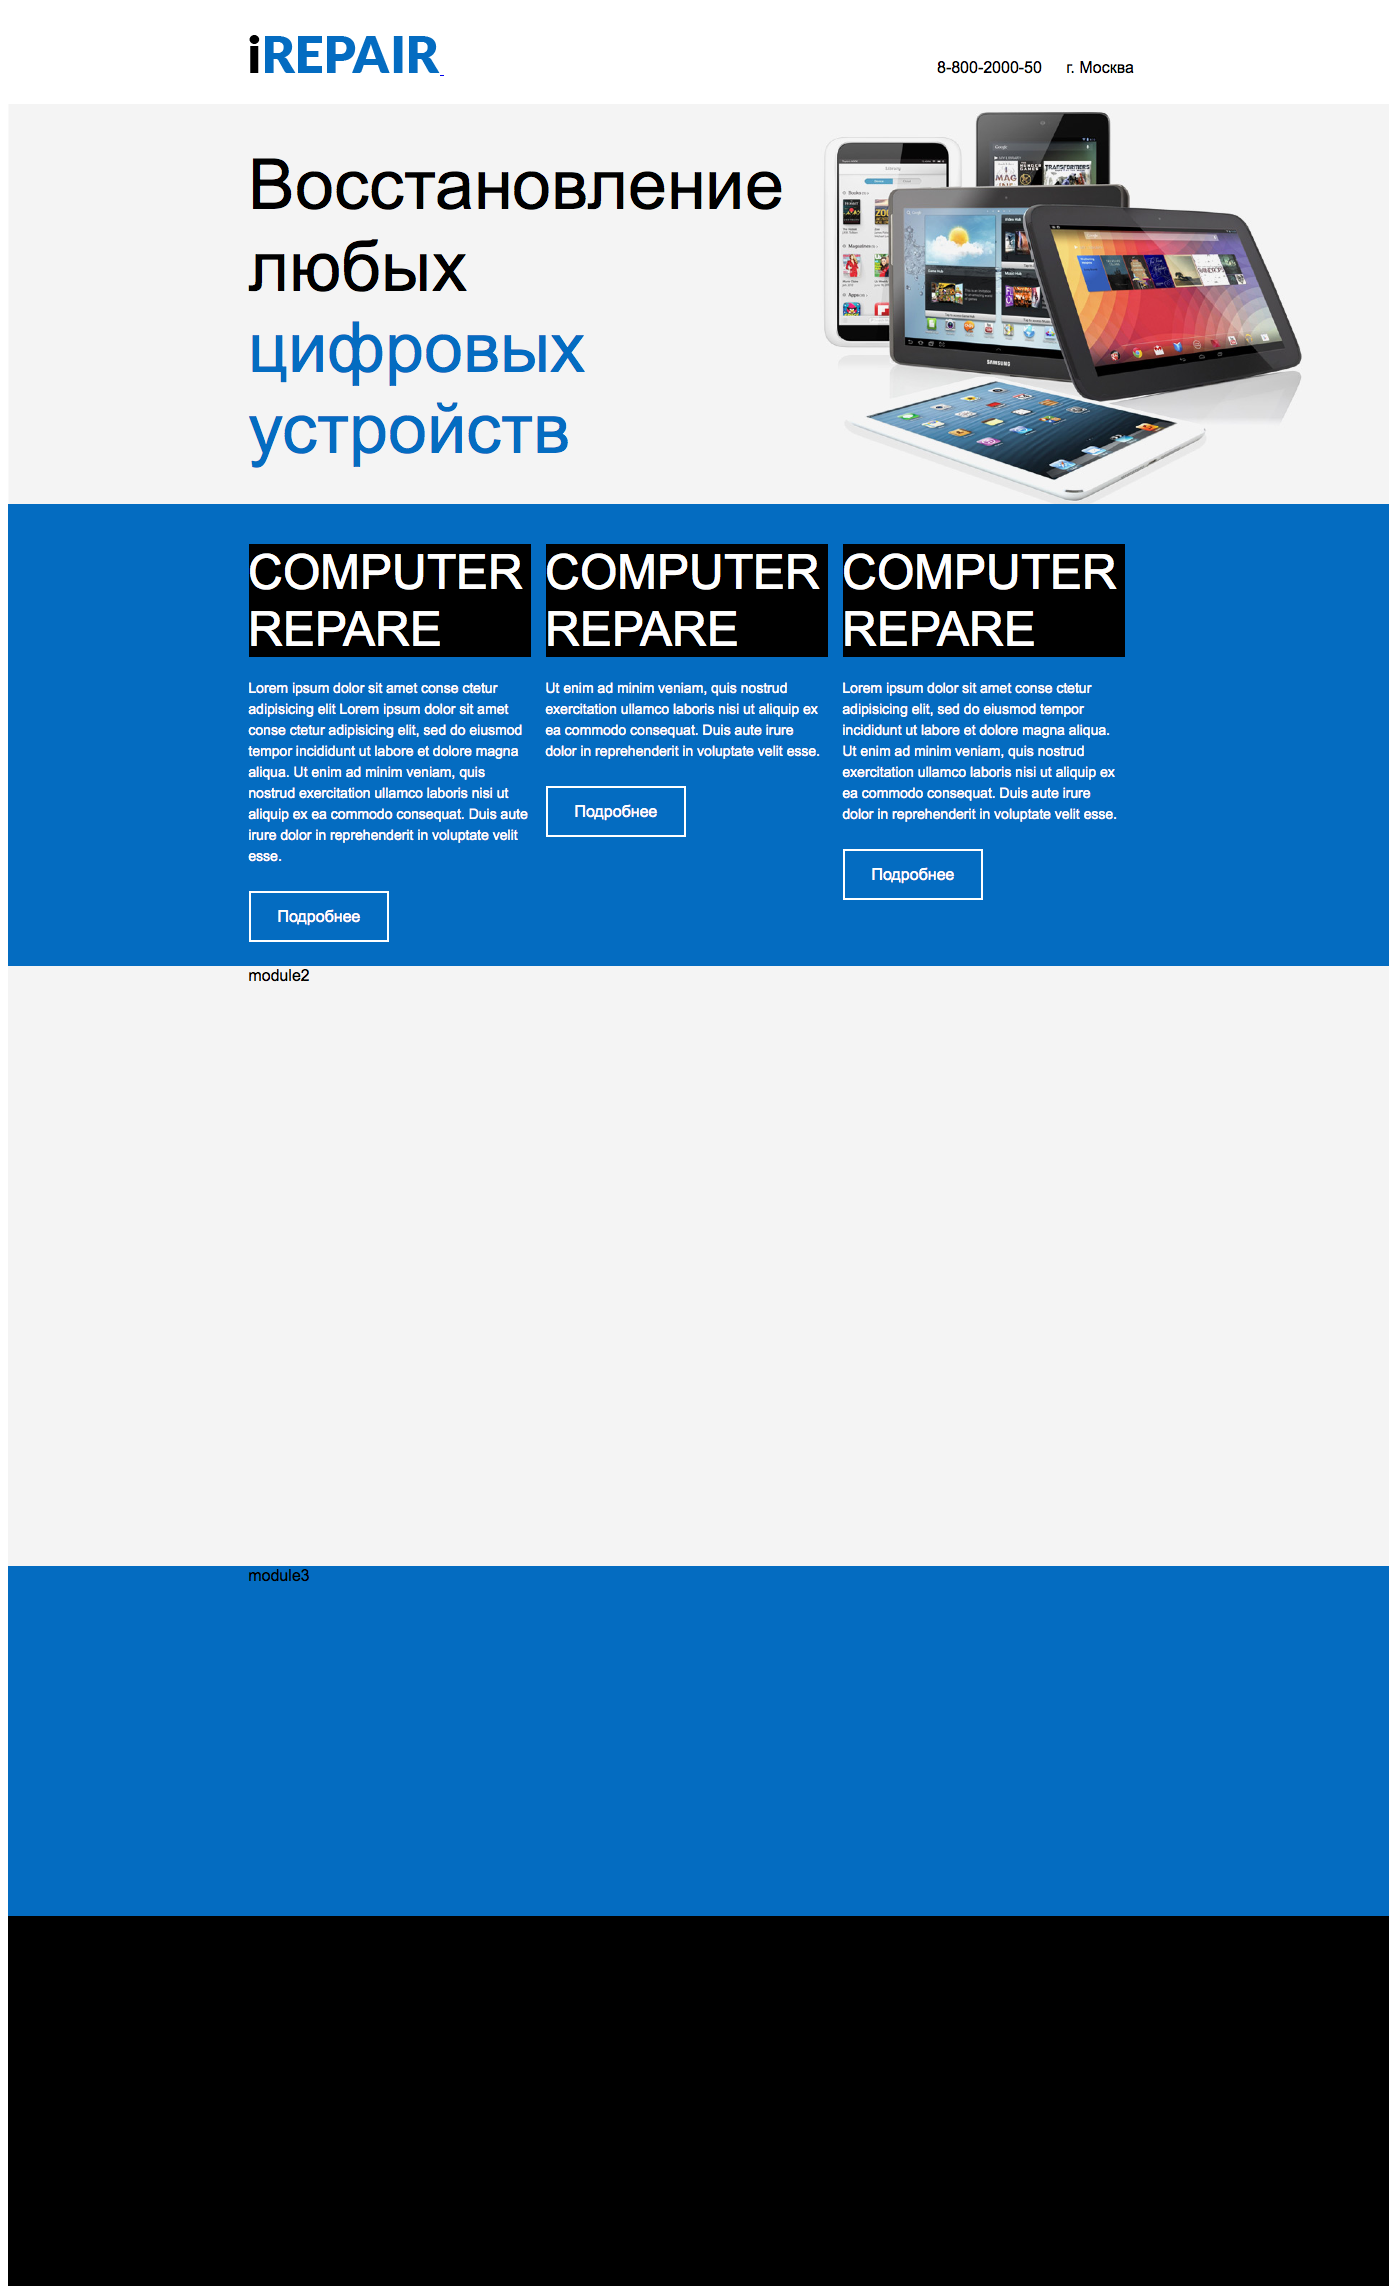 iREPAIR
8-800-2000-50 г. Москва
Восстановление
любых
цифровых
устройств
Google
TRANSFORMERS
SAMSUNG
COMPUTER
REPARE
Lorem ipsum dolor sit amet conse ctetur
adipisicing elit Lorem ipsum dolor sit amet
conse ctetur adipisicing elit, sed do eiusmod
tempor incididunt ut labore et dolore magna
aliqua. Ut enim ad minim veniam, quis
nostrud exercitation ullamco laboris nisi ut
aliquip ex ea commodo consequat. Duis aute
irure dolor in reprehenderit in voluptate velit
esse.
Подробнее
COMPUTER
REPARE
Ut enim ad minim veniam, quis nostrud
exercitation ullamco laboris nisi ut aliquip ex
ea commodo consequat. Duis aute irure
dolor in reprehenderit in voluptate velit esse.
Подробнее
COMPUTER
REPARE
Lorem ipsum dolor sit amet conse ctetur
adipisicing elit, sed do eiusmod tempor
incididunt ut labore et dolore magna aliqua.
Ut enim ad minim veniam, quis nostrud
exercitation ullamco laboris nisi ut aliquip ex
ea commodo consequat. Duis aute irure
dolor in reprehenderit in voluptate velit esse.
Подробнее
module2
module3